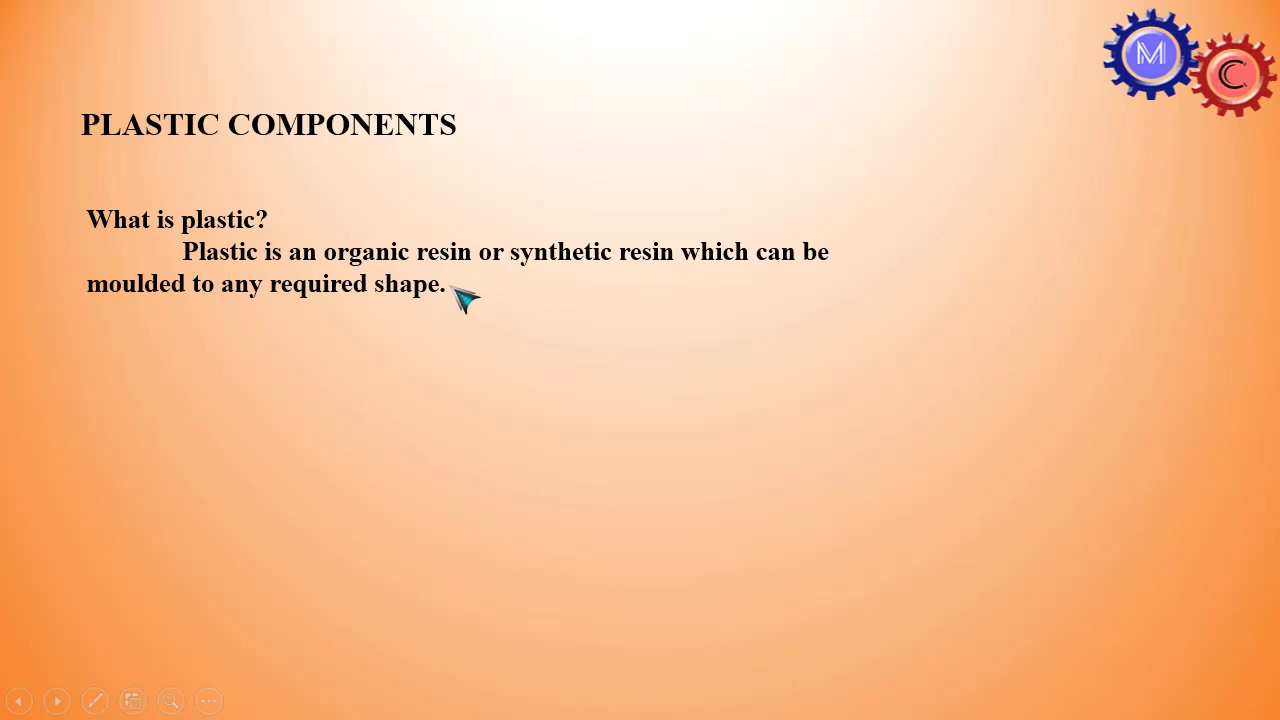 M
C
PLASTIC COMPONENTS
What is plastic?
Plastic is an organic resin or synthetic resin which can be
moulded to any required shape.